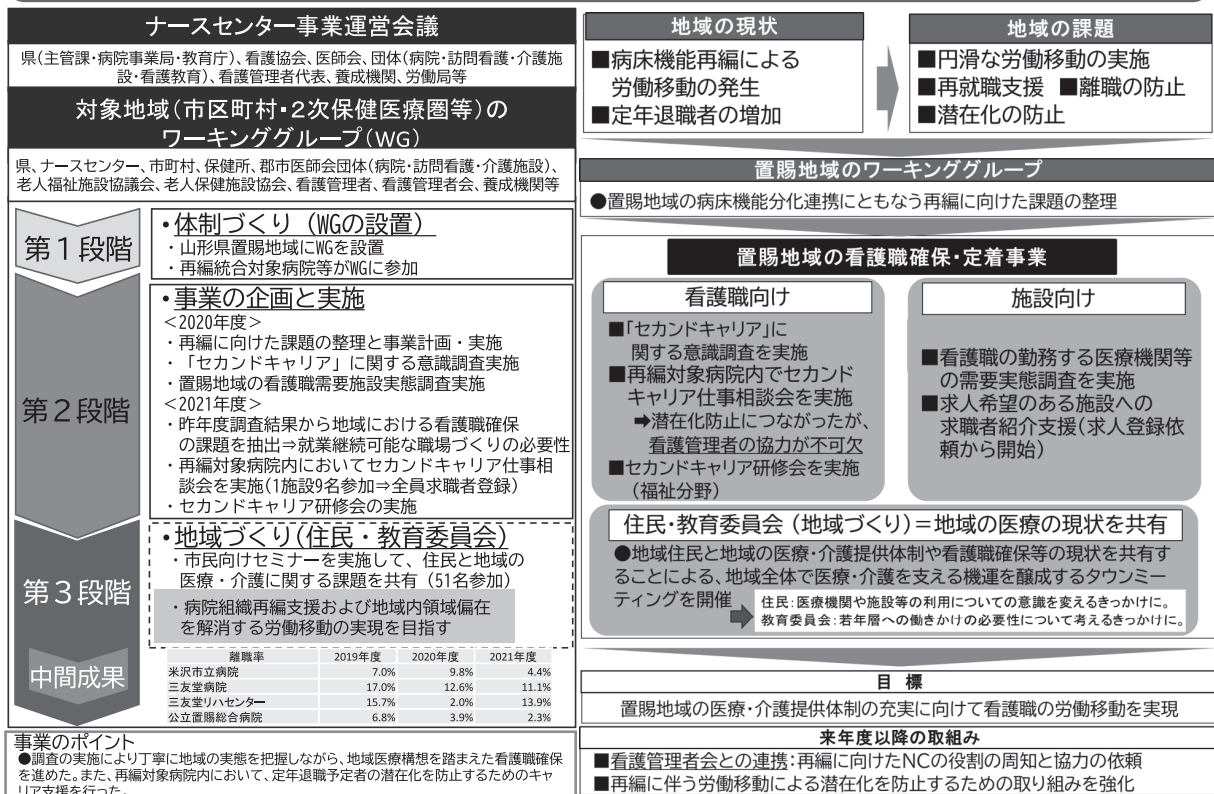 ナースセンター事業運営会議
県(主管課・病院事業局・教育庁)、看護協会、医師会、団体(病院・訪問看護・介護施
設・看護教育)、看護管理者代表、養成機関、労働局等
対象地域(市区町村・2次保健医療圏等)の
ワーキンググループ(WG)
県、ナースセンター、市町村、保健所、郡市医師会団体(病院・訪問看護・介護施設)、
老人福祉施設協議会、老人保健施設協会、看護管理者、看護管理者会、養成機関等
第1段階
・体制づくり(WGの設置)
・山形県置賜地域にWGを設置
・再編統合対象病院等がWGに参加
第2段階
・事業の企画と実施
<2020年度>
・再編に向けた課題の整理と事業計画・実施
・「セカンドキャリア」に関する意識調査実施
・置賜地域の看護職需要施設実態調査実施
<2021年度>
・昨年度調査結果から地域における看護職確保
の課題を抽出⇒就業継続可能な職場づくりの必要性
・再編対象病院内においてセカンドキャリア仕事相
談会を実施(1施設9名参加⇒全員求職者登録)
・セカンドキャリア研修会の実施
第3段階
・地域づくり(住民・教育委員会)
・市民向けセミナーを実施して、住民と地域の
医療・介護に関する課題を共有(51名参加)
・病院組織再編支援および地域内領域偏在
を解消する労働移動の実現を目指す
中間成果
離職率 2019年度 2020年度 2021年度
米沢市立病院 7.0% 9.8% 4.4%
三友堂病院 17.0% 12.6% 11.1%
三友堂リハセンター 15.7% 2.0% 13.9%
公立置賜総合病院 6.8% 3.9% 2.3%
事業のポイント
●調査の実施により丁寧に地域の実態を把握しながら、地域医療構想を踏まえた看護職確保
を進めた。また、再編対象病院内において、定年退職予定者の潜在化を防止するためのキャ
リア支援を行った。
地域の現状
■病床機能再編による
労働移動の発生
■定年退職者の増加
地域の課題
■円滑な労働移動の実施
■再就職支援 ■離職の防止
■潜在化の防止
置賜地域のワーキンググループ
●置賜地域の病床機能分化連携にともなう再編に向けた課題の整理
置賜地域の看護職確保・定着事業
看護職向け
■「セカンドキャリア」に
関する意識調査を実施
■再編対象病院内でセカンド
キャリア仕事相談会を実施
➡潜在化防止につながったが、
看護管理者の協力が不可欠
■セカンドキャリア研修会を実施
(福祉分野)
施設向け
■看護職の勤務する医療機関等
の需要実態調査を実施
■求人希望のある施設への
求職者紹介支援(求人登録依
頼から開始)
住民・教育委員会(地域づくり)=地域の医療の現状を共有
●地域住民と地域の医療・介護提供体制や看護職確保等の現状を共有す
ることによる、地域全体で医療・介護を支える機運を醸成するタウンミー
ティングを開催
住民:医療機関や施設等の利用についての意識を変えるきっかけに。
教育委員会:若年層への働きかけの必要性について考えるきっかけに。
目 標
置賜地域の医療・介護提供体制の充実に向けて看護職の労働移動を実現
来年度以降の取組み
■看護管理者会との連携:再編に向けたNCの役割の周知と協力の依頼
■再編に伴う労働移動による潜在化を防止するための取り組みを強化